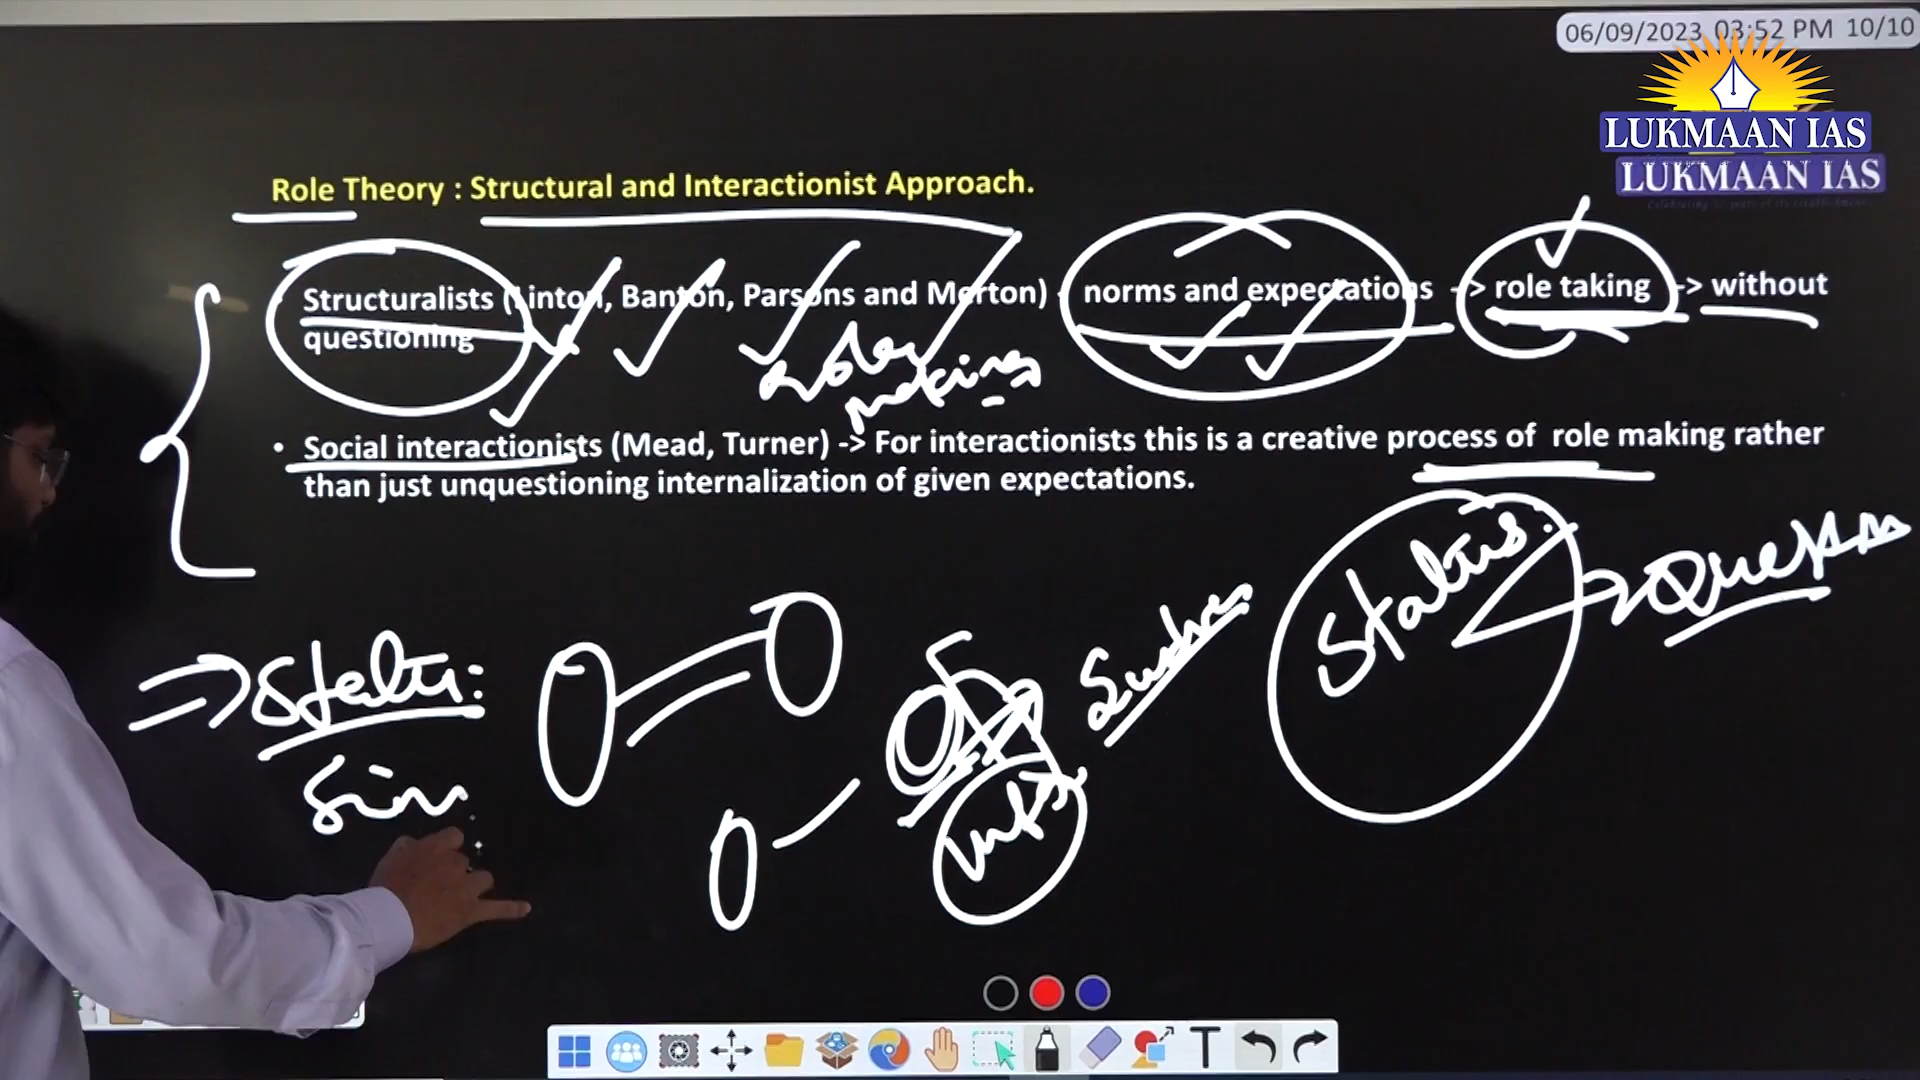 06/09/2023 03:52 PM 10/10
LUKMAAN IAS
LUKMAAN IAS
Role Theory : Structural and Interactionist Approach.
Structuralists (Linton, Banton, Parsons and Merton) norms and expectations -> role taking -> without
questioning
Role
making
• Social interactionists (Mead, Turner) -> For interactionists this is a creative process of role making rather
than just unquestioning internalization of given expectations.
Status
T